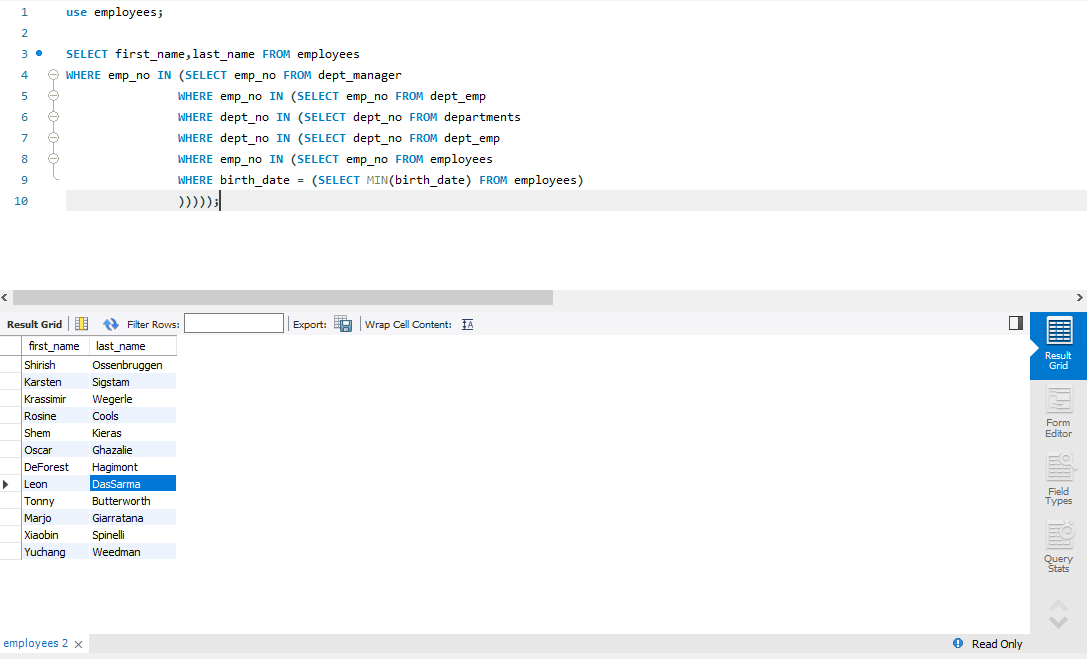 1 use employees;
2
3 SELECT first_name,last_name FROM employees
4 WHERE emp_no IN (SELECT emp_no FROM dept_manager
5 WHERE emp_no IN (SELECT emp_no FROM dept_emp
6 WHERE dept_no IN (SELECT dept_no FROM departments
7 WHERE dept_no IN (SELECT dept_no FROM dept_emp
8 WHERE emp_no IN (SELECT emp_no FROM employees
9 WHERE birth_date = (SELECT MIN(birth_date) FROM employees)
10 )))));
Result Grid Filter Rows: Export: Wrap Cell Content: IA
first_name last_name
Shirish Ossenbruggen
Karsten Sigstam
Krassimir Wegerle
Rosine Cools
Shem Kieras
Oscar Ghazalie
DeForest Hagimont
Leon DasSarma
Tonny Butterworth
Marjo Giarratana
Xiaobin Spinelli
Yuchang Weedman
Result
Grid
Form
Editor
Field
Types
Query
Stats
employees 2 Read Only